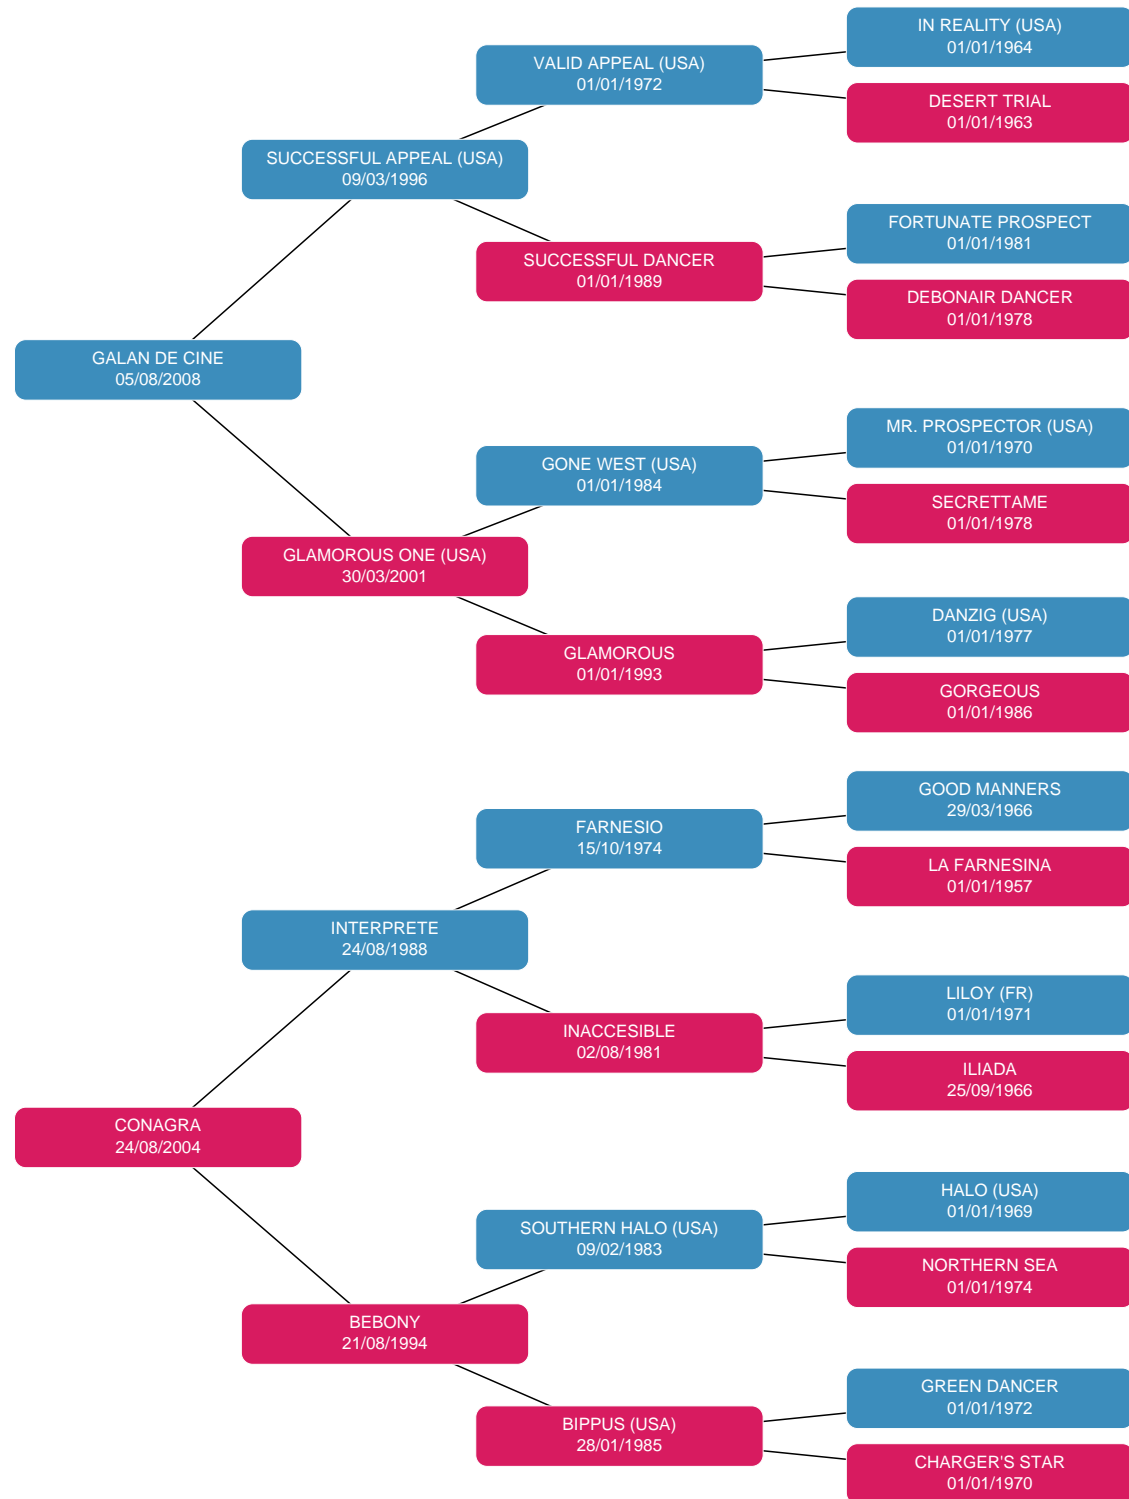 IN REALITY (USA)
01/01/1964
VALID APPEAL (USA)
01/01/1972
DESERT TRIAL
01/01/1963
SUCCESSFUL APPEAL (USA)
09/03/1996
FORTUNATE PROSPECT
01/01/1981
SUCCESSFUL DANCER
01/01/1989
DEBONAIR DANCER
01/01/1978
GALAN DE CINE
05/08/2008
MR. PROSPECTOR (USA)
01/01/1970
GONE WEST (USA)
01/01/1984
SECRETTAME
01/01/1978
GLAMOROUS ONE (USA)
30/03/2001
DANZIG (USA)
01/01/1977
GLAMOROUS
01/01/1993
GORGEOUS
01/01/1986
GOOD MANNERS
29/03/1966
FARNESIO
15/10/1974
LA FARNESINA
01/01/1957
INTERPRETE
24/08/1988
LILOY (FR)
01/01/1971
INACCESIBLE
02/08/1981
ILIADA
25/09/1966
CONAGRA
24/08/2004
HALO (USA)
01/01/1969
SOUTHERN HALO (USA)
09/02/1983
NORTHERN SEA
01/01/1974
BEBONY
21/08/1994
GREEN DANCER
01/01/1972
BIPPUS (USA)
28/01/1985
CHARGER'S STAR
01/01/1970